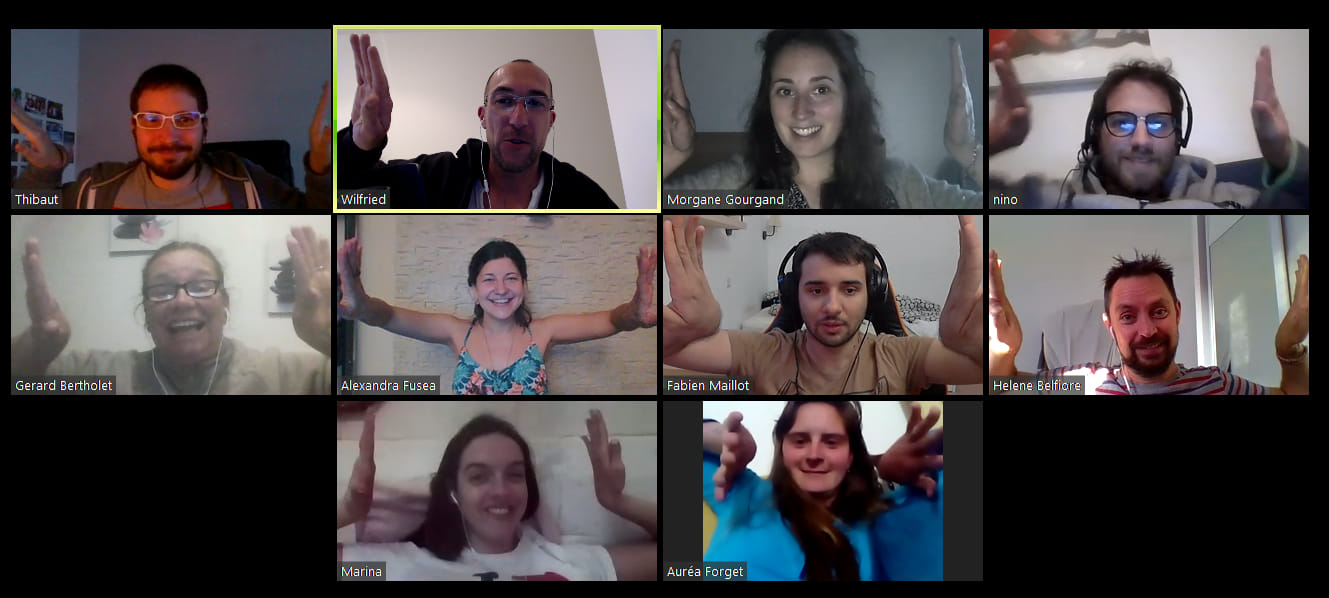 Thibaut
Wilfried
Morgane Gourgand
nino
Gerard Bertholet
Alexandra Fusea
Fabien Maillot
Helene Belfiore
Marina
Auréa Forget